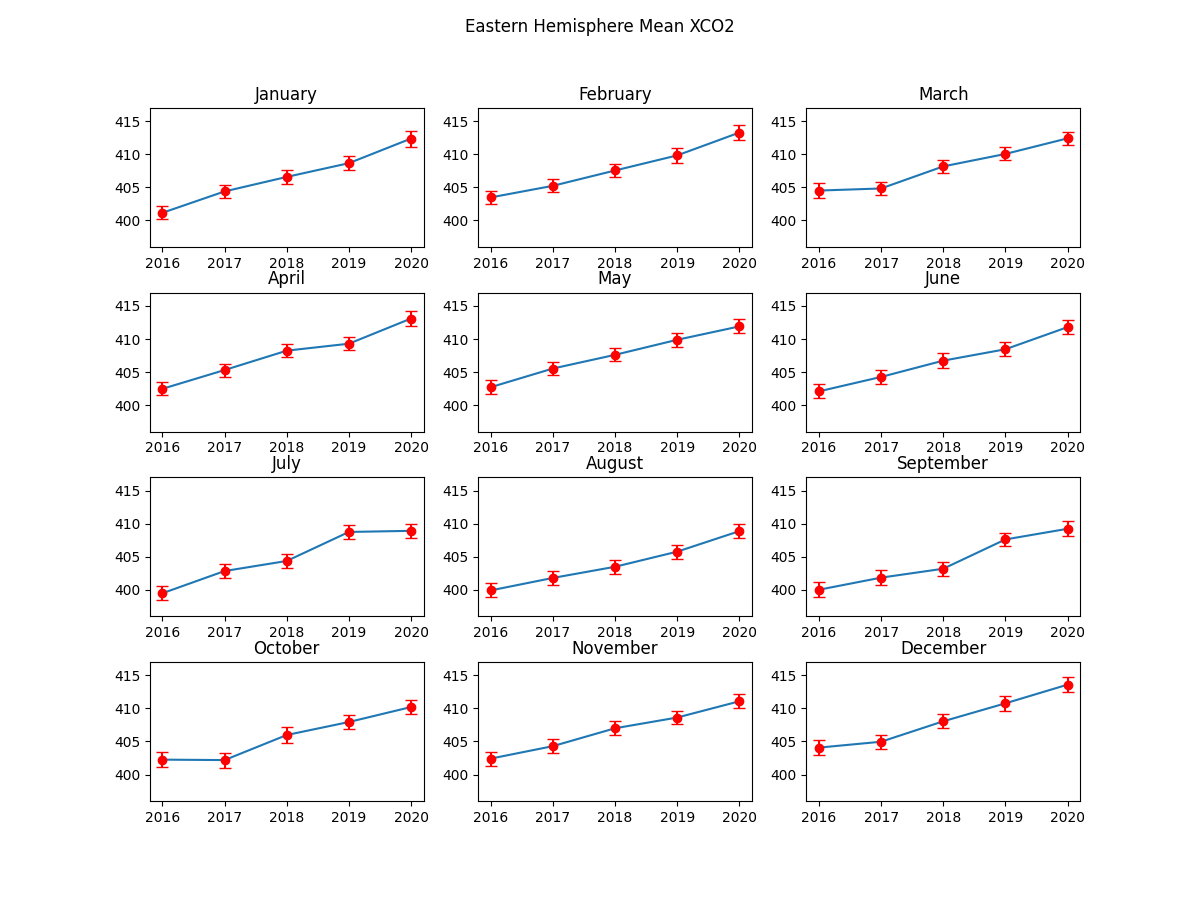 Eastern Hemisphere Mean XCO2
January February March
415 415 415
410 410 410
405 405 405
400 400 400
2016 2017 2018 2019 2020 2016 2017 2018 2019 2020 2016 2017 2018 2019 2020
April May June
415 415 415
410 410 410
405 405 405
400 400 400
2016 2017 2018 2019 2020 2016 2017 2018 2019 2020 2016 2017 2018 2019 2020
July August September
415 415 415
410 410 410
405 405 405
400 400 400
2016 2017 2018 2019 2020 2016 2017 2018 2019 2020 2016 2017 2018 2019 2020
October November December
415 415 415
410 410 410
405 405 405
400 400 400
2016 2017 2018 2019 2020 2016 2017 2018 2019 2020 2016 2017 2018 2019 2020